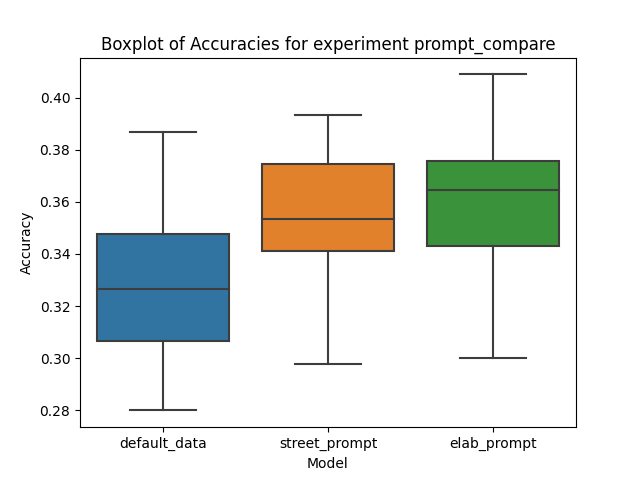 Boxplot of Accuracies for experiment prompt_compare
Accuracy
0.40
0.38
0.36
0.34
0.32
0.30
0.28
default_data
street_prompt
elab_prompt
Model